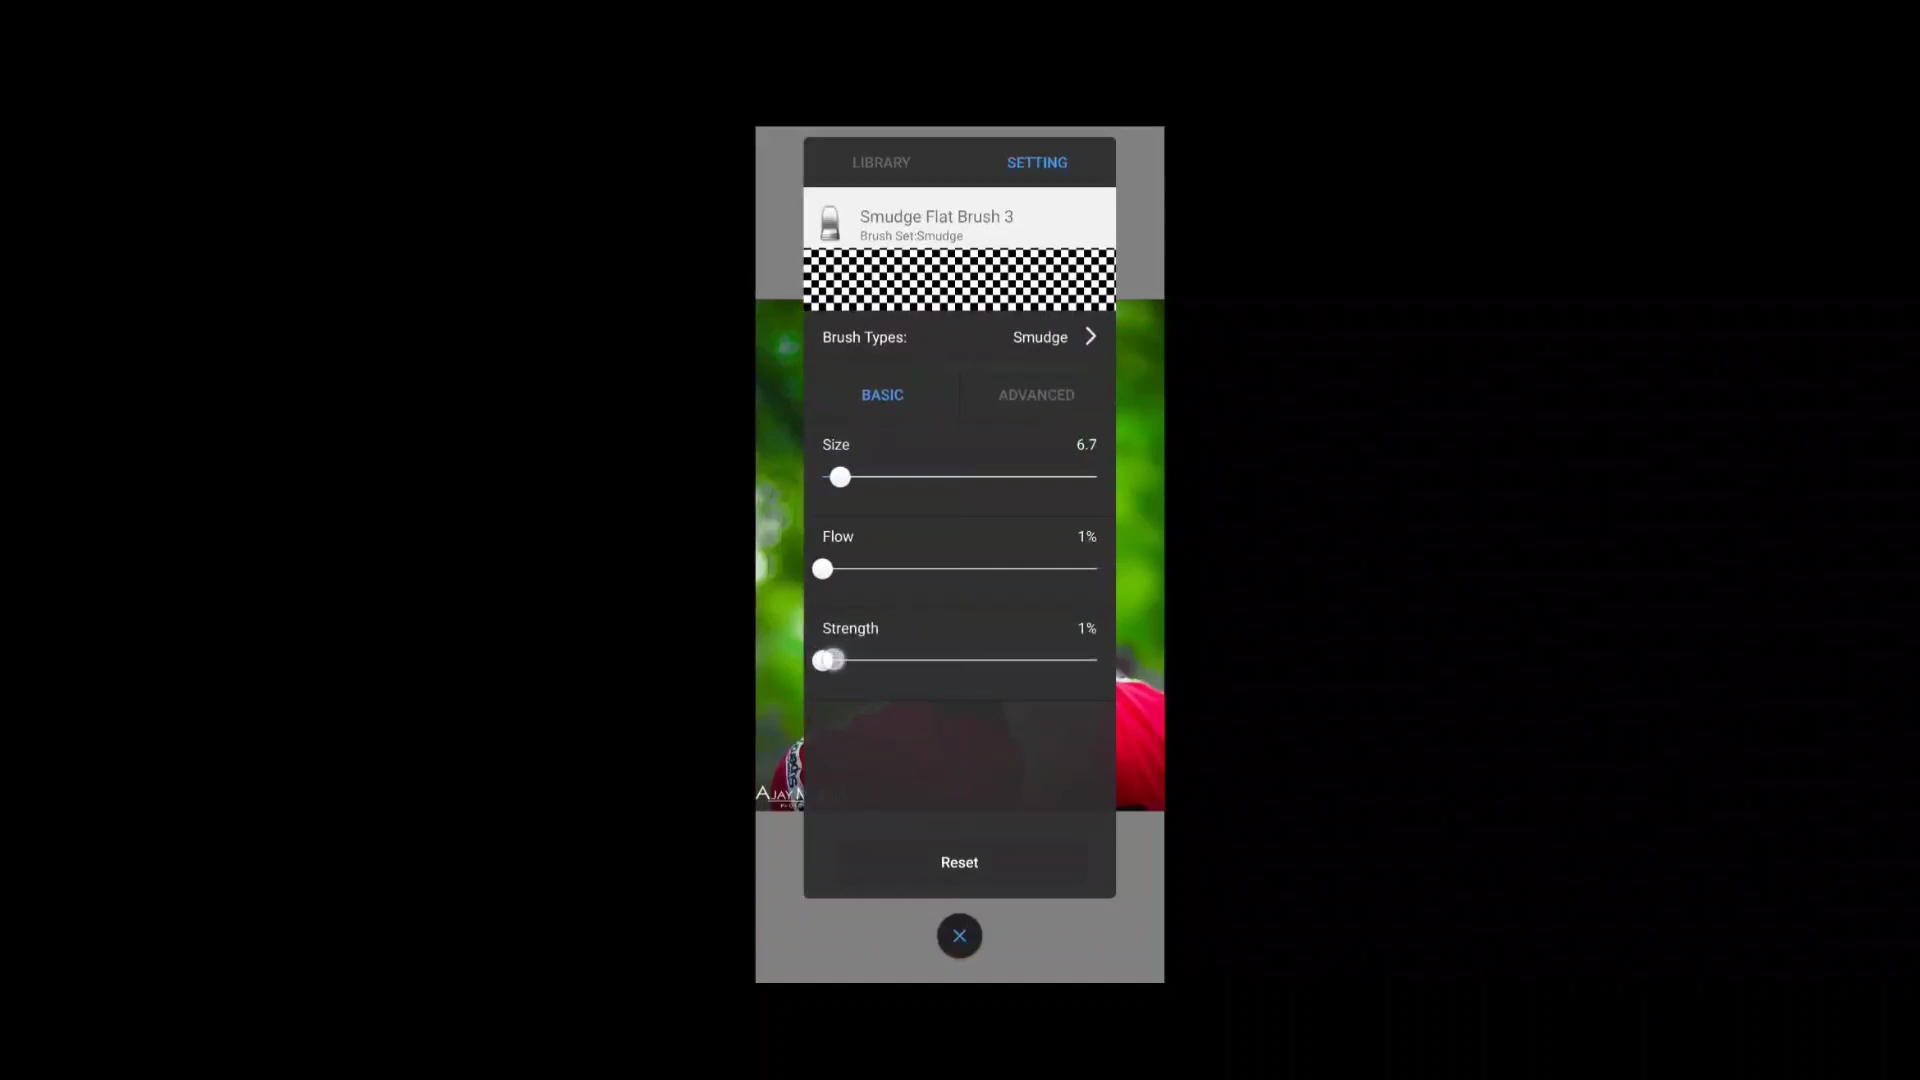 LIBRARY SETTING
Smudge Flat Brush 3
Brush Set:Smudge
Brush Types: Smudge
BASIC ADVANCED
Size 6.7
Flow 1%
Strength 1%
AJAY
Reset